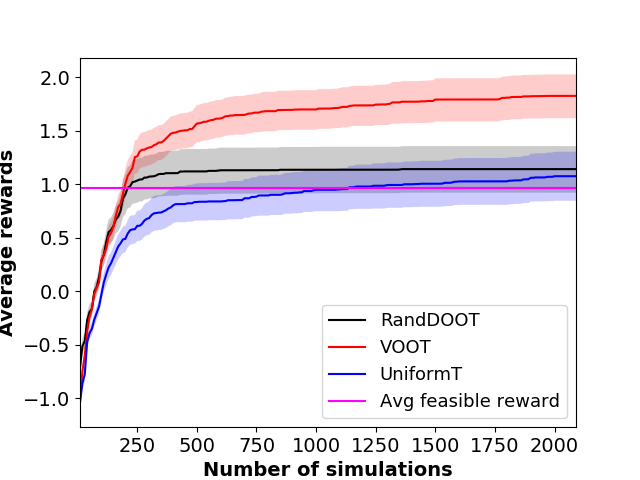 Average rewards
2.0
1.5
1.0
0.5
0.0
−0.5
−1.0
RandDOOT
VOOT
UniformT
Avg feasible reward
250 500 750 1000 1250 1500 1750 2000
Number of simulations